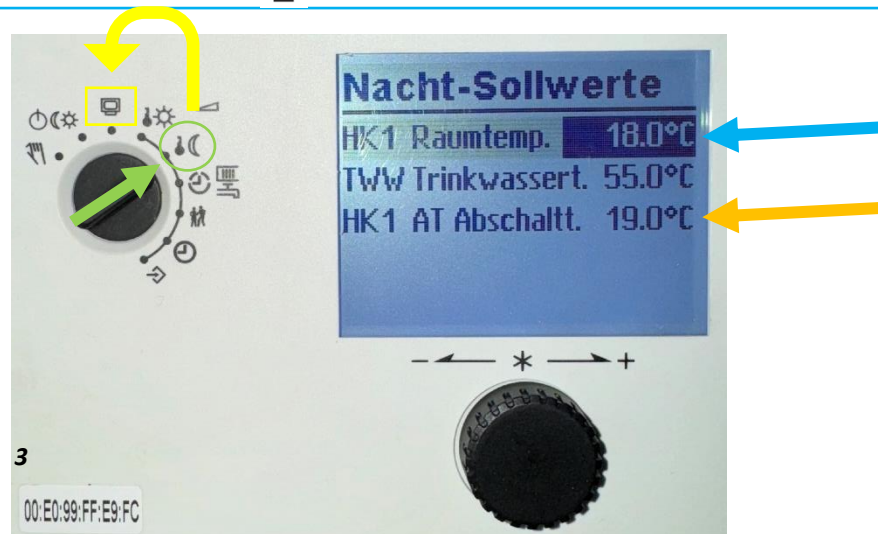 Nacht-Sollwerte
HK1 Raumtemp. 18.0°C
TWW Trinkwassert. 55.0°C
HK1 AT Abschaltt. 19.0°C
- * +
3
00:E0:99:FF:E9:FC